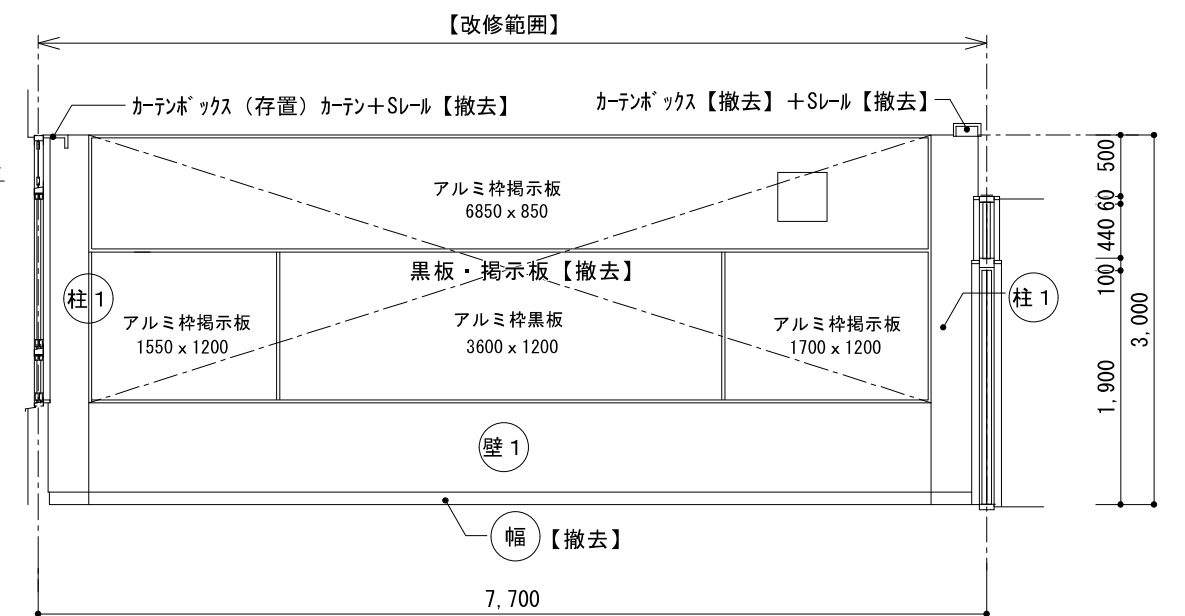 【改修範囲】
ｶｰﾃﾝﾎﾞｯｸｽ（存置）ｶｰﾃﾝ+Sﾚｰﾙ【撤去】
ｶｰﾃﾝﾎﾞｯｸｽ【撤去】+Sﾚｰﾙ【撤去】
アルミ枠掲示板
6850 x 850
黒板・掲示板【撤去】
柱1
アルミ枠掲示板
1550 x 1200
アルミ枠黒板
3600 x 1200
アルミ枠掲示板
1700 x 1200
柱1
壁1
幅【撤去】
7,700
500
60
440
100
1,900
3,000